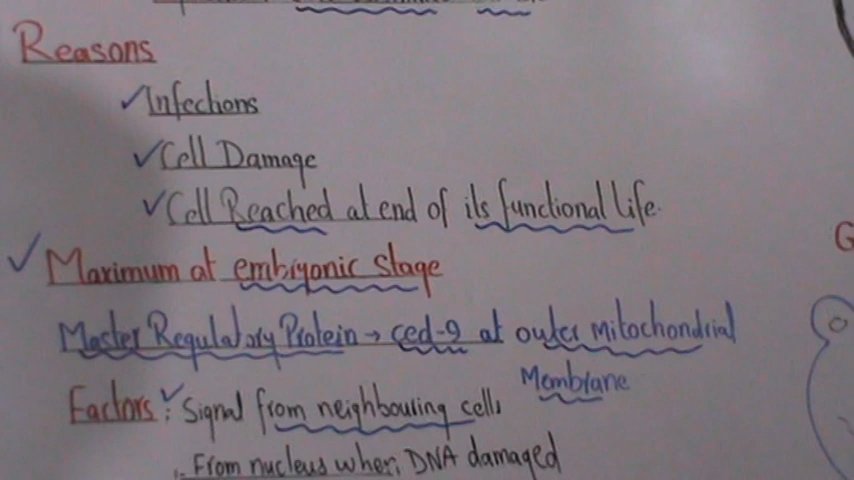 Reasons
✓Infections
✓Cell Damage
✓Cell Reached at end of its functional life.
✓ Maximum at embryonic stage
Master Regulatory Protein → ced-9 at outer mitochondrial
Membrane
Factors: ✓ Signal from neighbouring cells
From nucleus when DNA damaged